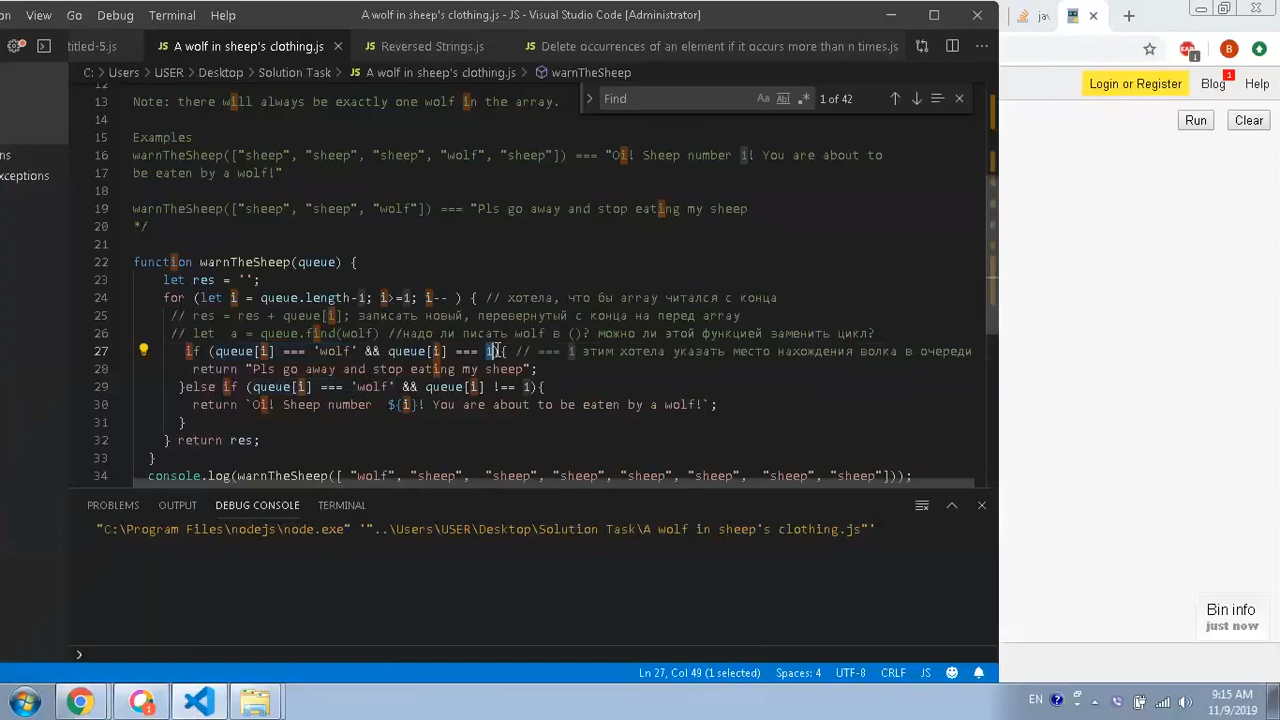 View Go Debug Terminal Help
A wolf in sheep's clothing.js - JS - Visual Studio Code [Administrator]
titled-5.js
A wolf in sheep's clothing.js
Reversed Strings.js
Delete occurrences of an element if it occurs more than n times.js
C: > Users > USER > Desktop > Solution Task > A wolf in sheep's clothing.js > warnTheSheep
Find
Aa Abl .* 1 of 42
12
13 Note: there will always be exactly one wolf in the array.
14
15 Examples
16 warnTheSheep(["sheep", "sheep", "sheep", "wolf", "sheep"]) === "Oi! Sheep number 1! You are about to
17 be eaten by a wolf!"
18
19 warnTheSheep(["sheep", "sheep", "wolf"]) === "Pls go away and stop eating my sheep
20 */
21
22 function warnTheSheep(queue) {
23 let res = '';
24 for (let i = queue.length-1; i>=1; i-- ) { // хотела, что бы array читался с конца
25 // res = res + queue[i]; записать новый, перевернутый с конца на перед array
26 // let a = queue.find(wolf) //надо ли писать wolf в ()? можно ли этой функцией заменить цикл?
27 if (queue[i] === 'wolf' && queue[i] === 1){ // === 1 этим хотела указать место нахождения волка в очереди
28 return "Pls go away and stop eating my sheep";
29 }else if (queue[i] === 'wolf' && queue[i] !== 1){
30 return `Oi! Sheep number ${i}! You are about to be eaten by a wolf!`;
31 }
32 } return res;
33 }
34 console.log(warnTheSheep([ "wolf", "sheep", "sheep", "sheep", "sheep", "sheep", "sheep", "sheep"]));
ns
xceptions
PROBLEMS OUTPUT DEBUG CONSOLE TERMINAL
"C:\Program Files\nodejs\node.exe" '"..\Users\USER\Desktop\Solution Task\A wolf in sheep's clothing.js"'
Ln 27, Col 49 (1 selected) Spaces: 4 UTF-8 CRLF JS
jav
B
1
Login or Register Blog 1 Help
Run Clear
Bin info
just now
EN
9:15 AM
11/9/2019